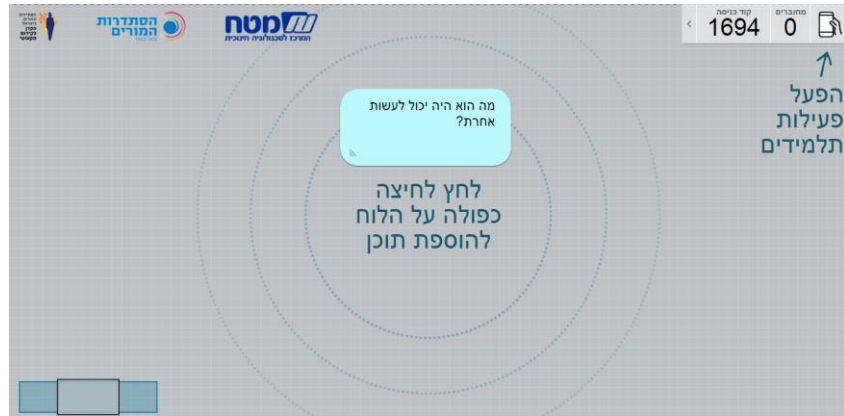 הסתדרות
המורים
מטח
המרכז לטכנולוגיה חינוכית
קוד כניסה
1694
מחוברים
0
הפעל
פעילות
תלמידים
מה הוא היה יכול לעשות
אחרת?
לחץ לחיצה
כפולה על הלוח
להוספת תוכן